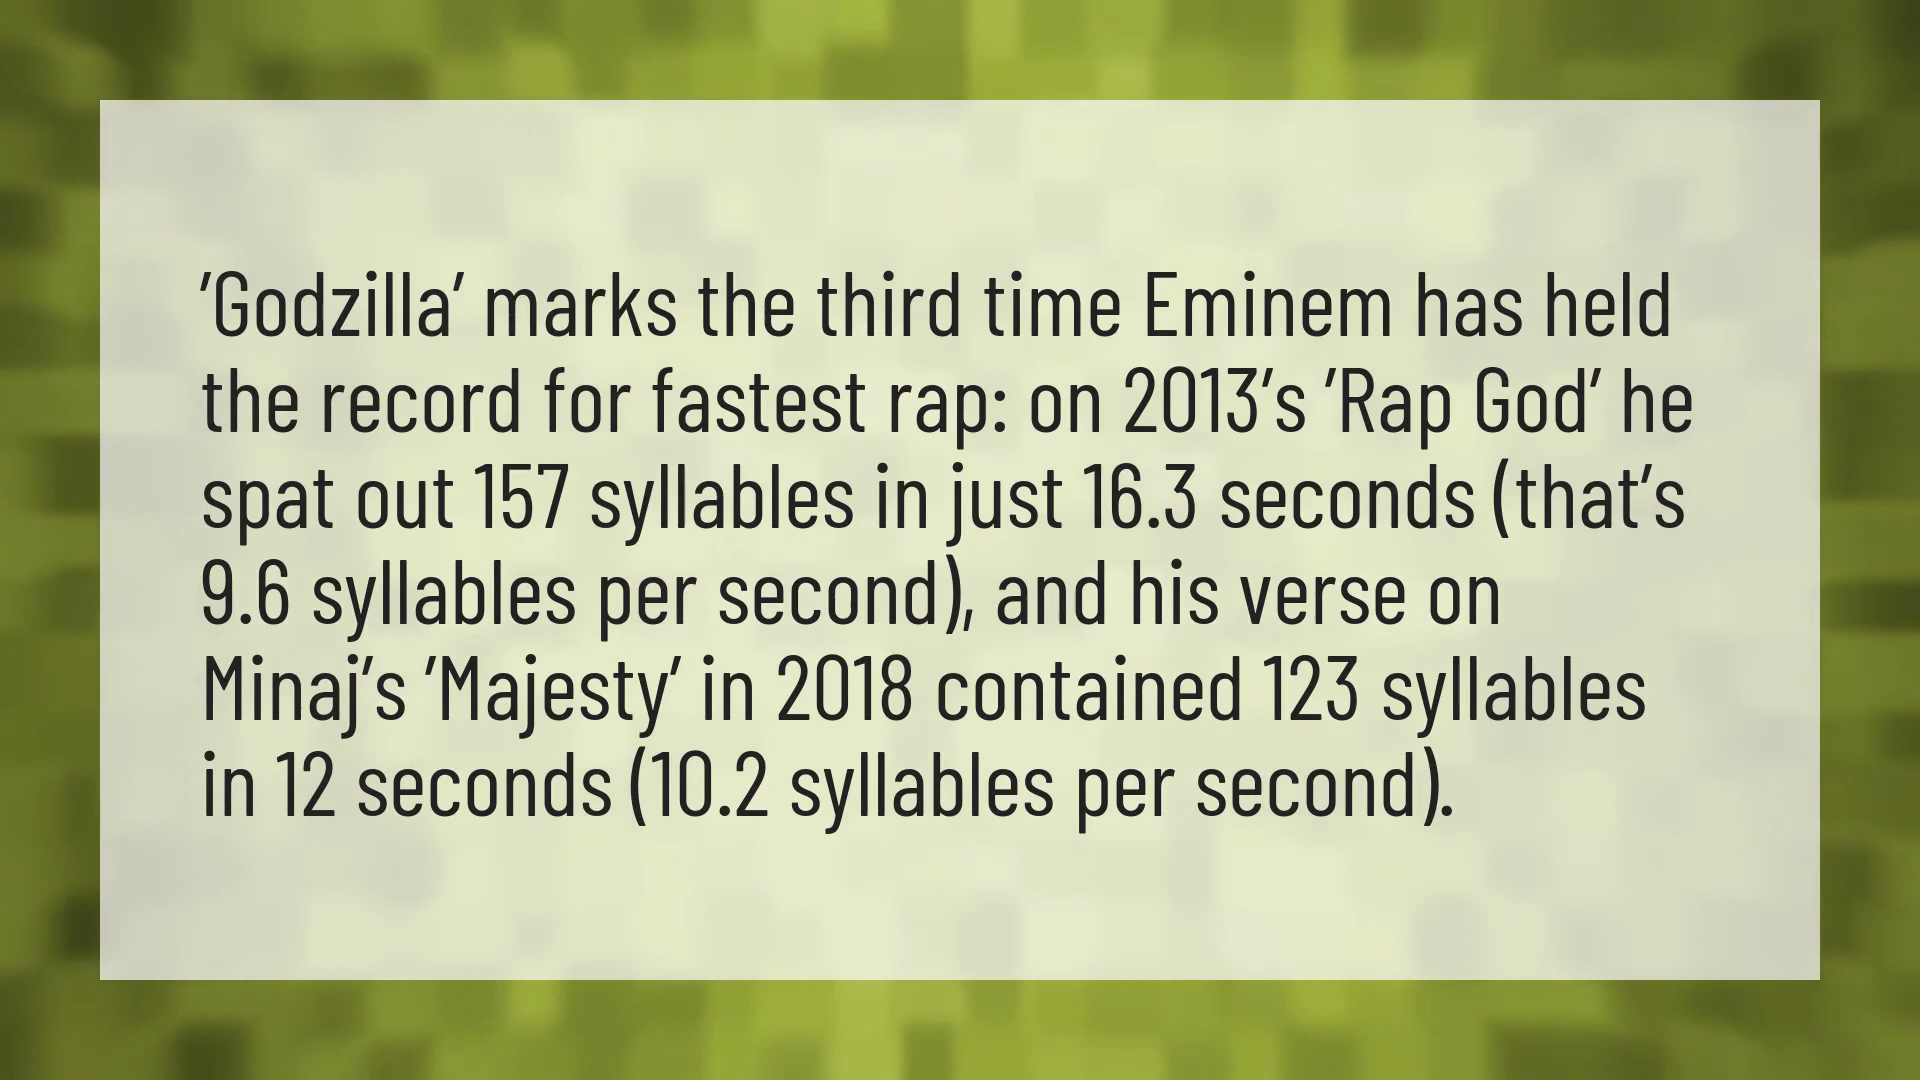 'Godzilla' marks the third time Eminem has held
the record for fastest rap: on 2013's 'Rap God' he
spat out 157 syllables in just 16.3 seconds (that's
9.6 syllables per second), and his verse on
Minaj's 'Majesty' in 2018 contained 123 syllables
in 12 seconds (10.2 syllables per second).